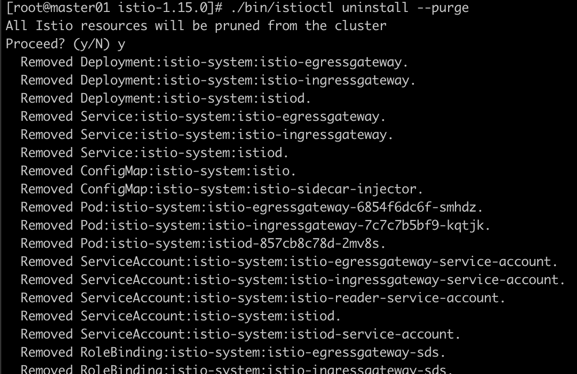 [root@master01 istio-1.15.0]# ./bin/istioctl uninstall --purge
All Istio resources will be pruned from the cluster
Proceed? (y/N) y
  Removed Deployment:istio-system:istio-egressgateway.
  Removed Deployment:istio-system:istio-ingressgateway.
  Removed Deployment:istio-system:istiod.
  Removed Service:istio-system:istio-egressgateway.
  Removed Service:istio-system:istio-ingressgateway.
  Removed Service:istio-system:istiod.
  Removed ConfigMap:istio-system:istio.
  Removed ConfigMap:istio-system:istio-sidecar-injector.
  Removed Pod:istio-system:istio-egressgateway-6854f6dc6f-smhdz.
  Removed Pod:istio-system:istio-ingressgateway-7c7c7b5bf9-kqtjk.
  Removed Pod:istio-system:istiod-857cb8c78d-2mv8s.
  Removed ServiceAccount:istio-system:istio-egressgateway-service-account.
  Removed ServiceAccount:istio-system:istio-ingressgateway-service-account.
  Removed ServiceAccount:istio-system:istio-reader-service-account.
  Removed ServiceAccount:istio-system:istiod.
  Removed ServiceAccount:istio-system:istiod-service-account.
  Removed RoleBinding:istio-system:istio-egressgateway-sds.
  Removed RoleBinding:istio-system:istio-ingressgateway-sds.